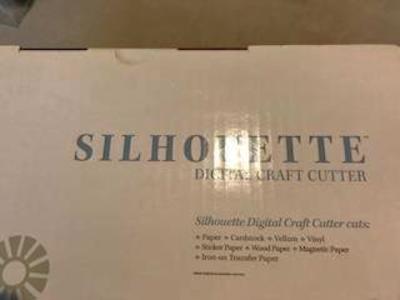 SILHOUETTE™
DIGITAL CRAFT CUTTER
Silhouette Digital Craft Cutter cuts:
» Paper » Cardstock » Vellum » Vinyl
» Sticker Paper » Wood Paper » Magnetic Paper
» Iron-on Transfer Paper